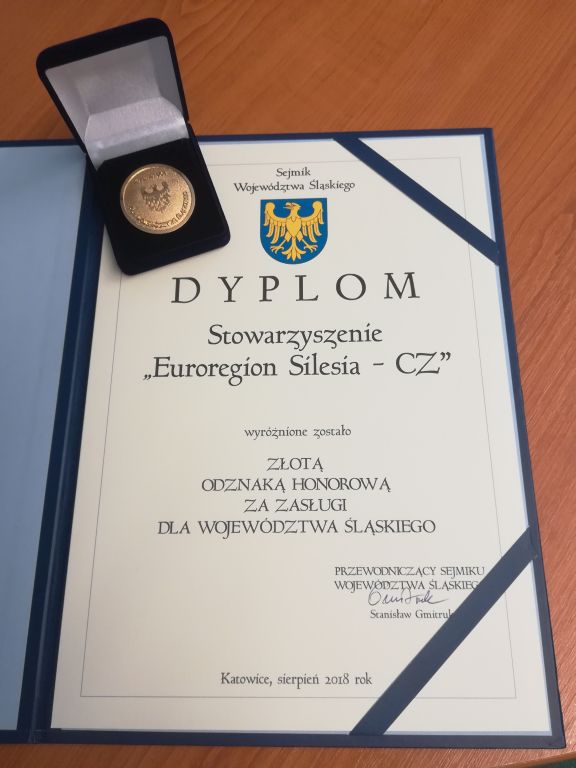 Sejmik
Województwa Śląskiego
DYPLOM
Stowarzyszenie
„Euroregion Silesia - CZ”
wyróżnione zostało
ZŁOTĄ
ODZNAKĄ HONOROWĄ
ZA ZASŁUGI
DLA WOJEWÓDZTWA ŚLĄSKIEGO
PRZEWODNICZĄCY SEJMIKU
WOJEWÓDZTWA ŚLĄSKIEG
Stanisław Gmitruk
Katowice, sierpień 2018 rok